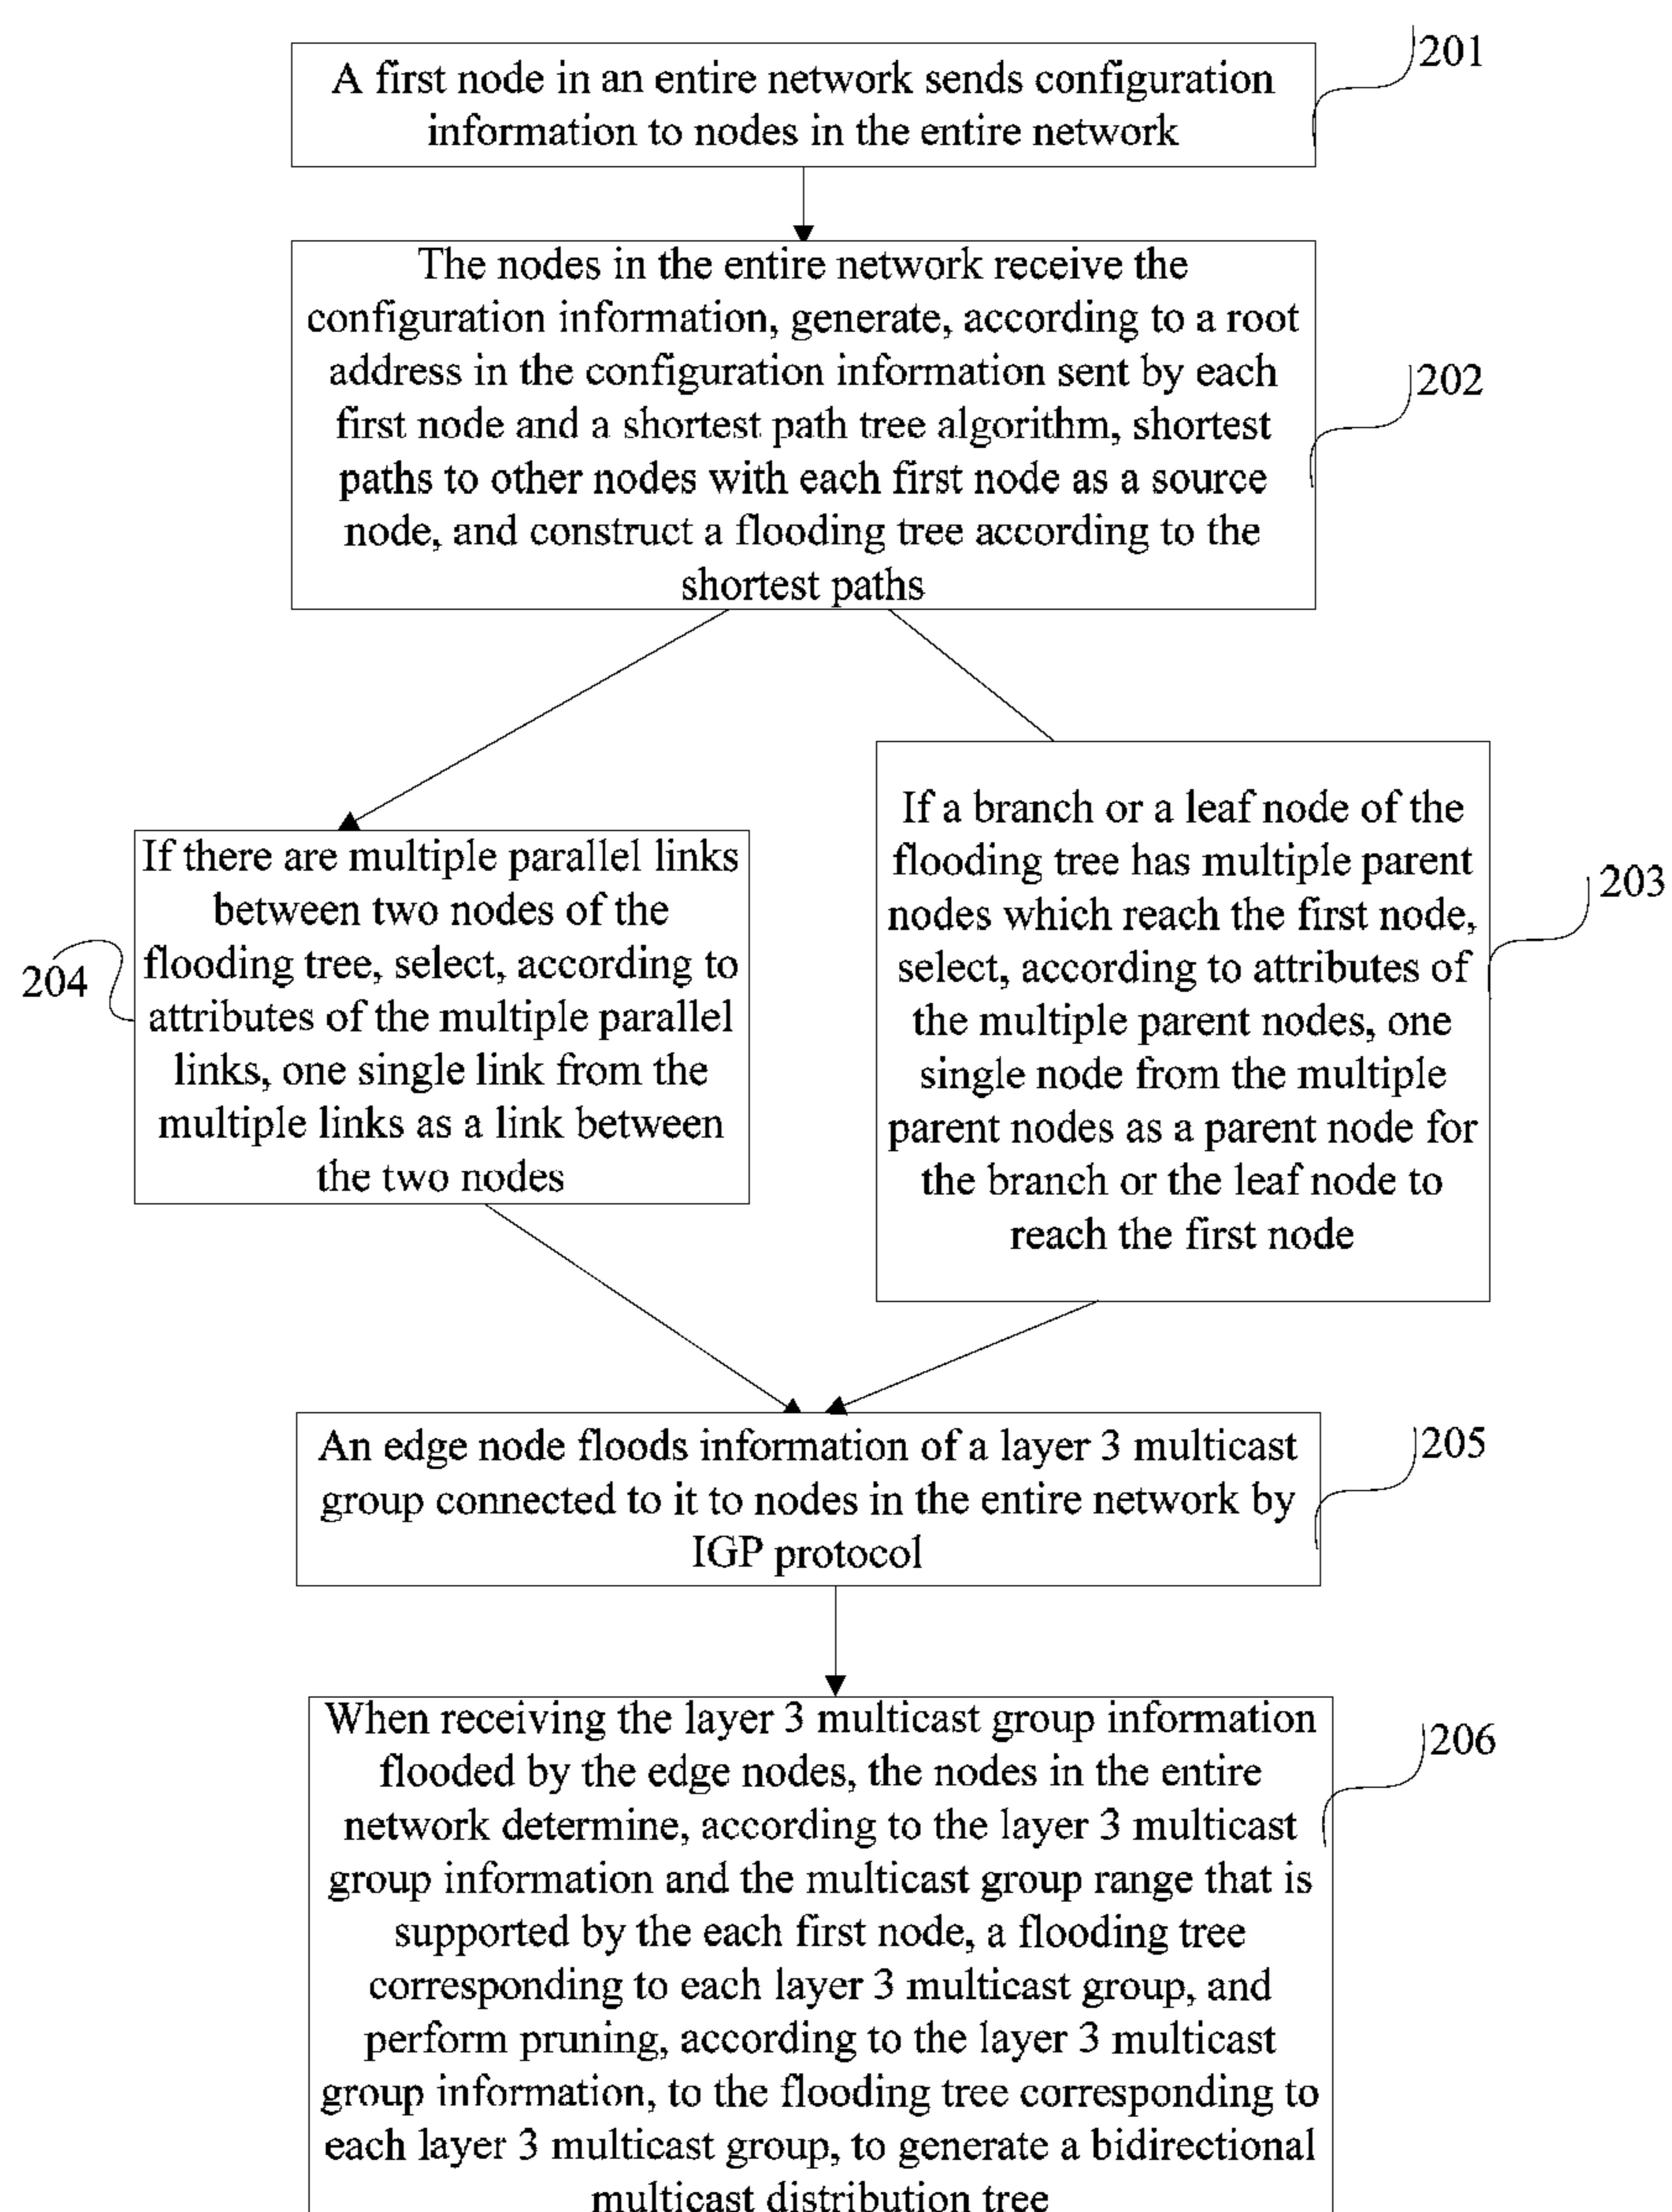 A first node in an entire network sends configuration
information to nodes in the entire network
201
The nodes in the entire network receive the
configuration information, generate, according to a root
address in the configuration information sent by each
first node and a shortest path tree algorithm, shortest
paths to other nodes with each first node as a source
node, and construct a flooding tree according to the
shortest paths
202
If there are multiple parallel links
between two nodes of the
flooding tree, select, according to
attributes of the multiple parallel
links, one single link from the
multiple links as a link between
the two nodes
204
If a branch or a leaf node of the
flooding tree has multiple parent
nodes which reach the first node,
select, according to attributes of
the multiple parent nodes, one
single node from the multiple
parent nodes as a parent node for
the branch or the leaf node to
reach the first node
203
An edge node floods information of a layer 3 multicast
group connected to it to nodes in the entire network by
IGP protocol
205
When receiving the layer 3 multicast group information
flooded by the edge nodes, the nodes in the entire
network determine, according to the layer 3 multicast
group information and the multicast group range that is
supported by the each first node, a flooding tree
corresponding to each layer 3 multicast group, and
perform pruning, according to the layer 3 multicast
group information, to the flooding tree corresponding to
each layer 3 multicast group, to generate a bidirectional
multicast distribution tree
206